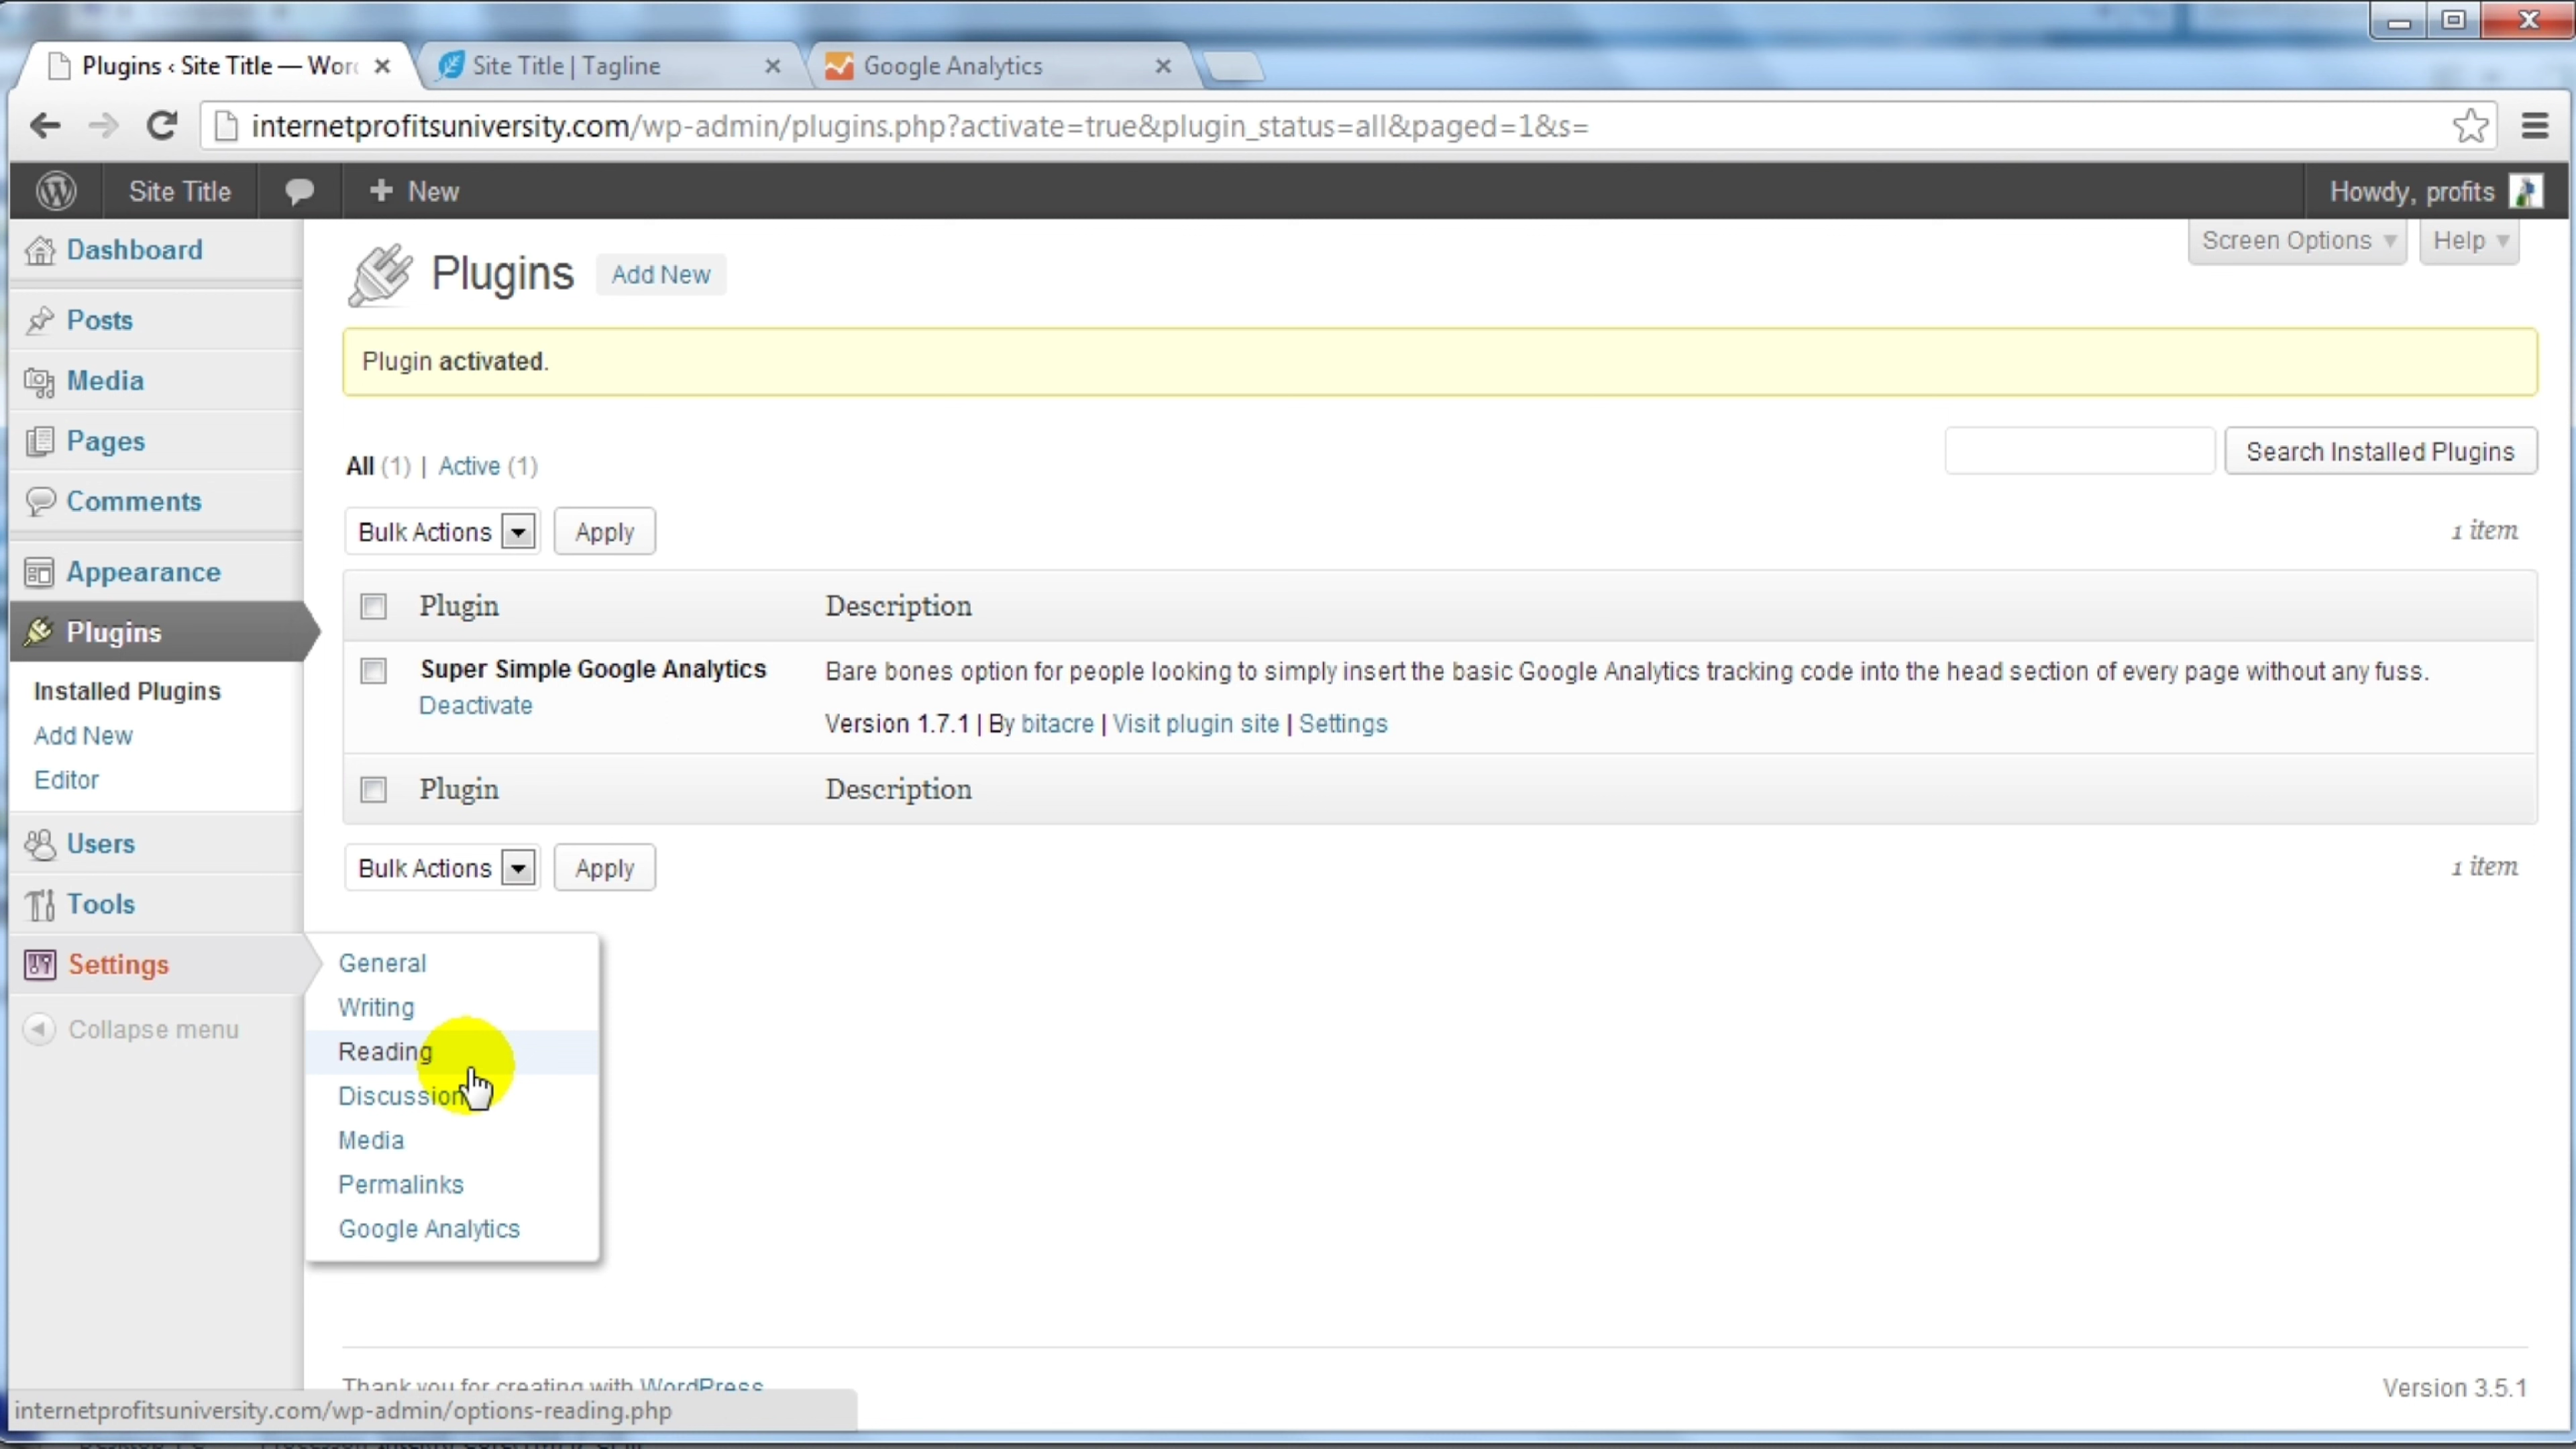 Plugins ‹ Site Title — Wor
Site Title | Tagline
Google Analytics
internetprofitsuniversity.com/wp-admin/plugins.php?activate=true&plugin_status=all&paged=1&s=
Site Title
+ New
Howdy, profits
Screen Options
Help
Dashboard
Posts
Media
Pages
Comments
Appearance
Plugins
Installed Plugins
Add New
Editor
Users
Tools
Settings
Collapse menu
Plugins Add New
Plugin activated.
All (1) | Active (1)
Search Installed Plugins
Bulk Actions Apply
1 item
Plugin Description
Super Simple Google Analytics
Deactivate
Bare bones option for people looking to simply insert the basic Google Analytics tracking code into the head section of every page without any fuss.
Version 1.7.1 | By bitacre | Visit plugin site | Settings
Plugin Description
Bulk Actions Apply
1 item
General
Writing
Reading
Discussion
Media
Permalinks
Google Analytics
Thank you for creating with WordPress.
Version 3.5.1
internetprofitsuniversity.com/wp-admin/options-reading.php